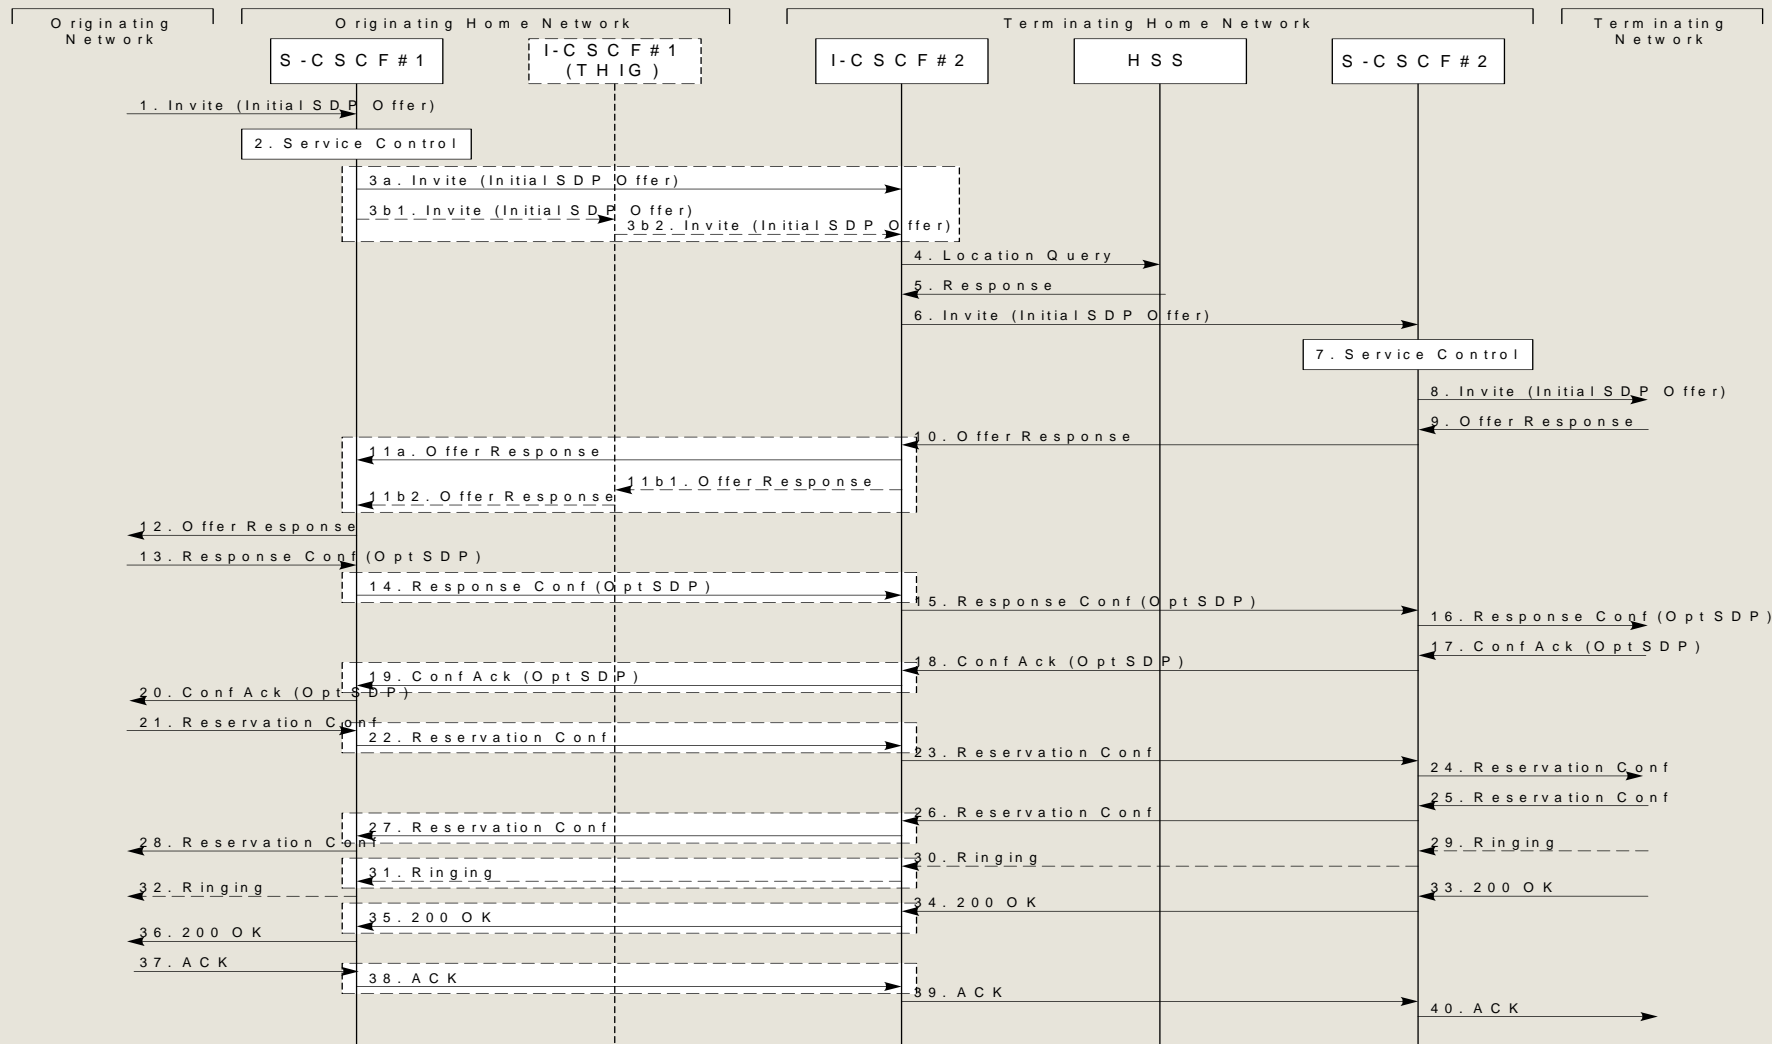 Originating
Network
Originating Home Network
Terminating Home Network
Terminating
Network
S-CSCF#1
I-CSCF#1
(THIG)
I-CSCF#2
HSS
S-CSCF#2
1. Invite (Initial SDP Offer)
2. Service Control
3a. Invite (Initial SDP Offer)
3b1. Invite (Initial SDP Offer)
3b2. Invite (Initial SDP Offer)
4. Location Query
5. Response
6. Invite (Initial SDP Offer)
7. Service Control
8. Invite (Initial SDP Offer)
9. Offer Response
10. Offer Response
11a. Offer Response
11b1. Offer Response
11b2. Offer Response
12. Offer Response
13. Response Conf (Opt SDP)
14. Response Conf (Opt SDP)
15. Response Conf (Opt SDP)
16. Response Conf (Opt SDP)
17. Conf Ack (Opt SDP)
18. Conf Ack (Opt SDP)
19. Conf Ack (Opt SDP)
20. Conf Ack (Opt SDP)
21. Reservation Conf
22. Reservation Conf
23. Reservation Conf
24. Reservation Conf
25. Reservation Conf
26. Reservation Conf
27. Reservation Conf
28. Reservation Conf
29. Ringing
30. Ringing
31. Ringing
32. Ringing
33. 200 OK
34. 200 OK
35. 200 OK
36. 200 OK
37. ACK
38. ACK
39. ACK
40. ACK